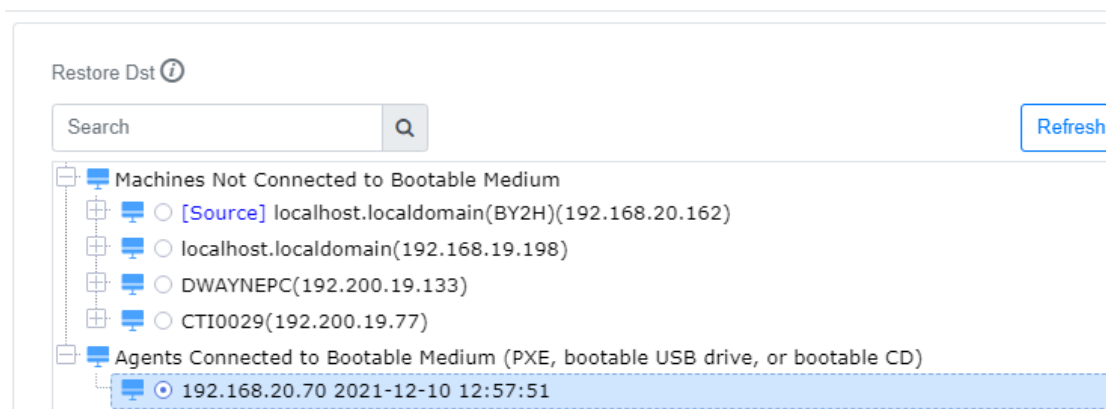 Restore Dst
Search
Refresh
Machines Not Connected to Bootable Medium
[Source] localhost.localdomain(BY2H)(192.168.20.162)
localhost.localdomain(192.168.19.198)
DWAYNEPC(192.200.19.133)
CTI0029(192.200.19.77)
Agents Connected to Bootable Medium (PXE, bootable USB drive, or bootable CD)
192.168.20.70 2021-12-10 12:57:51